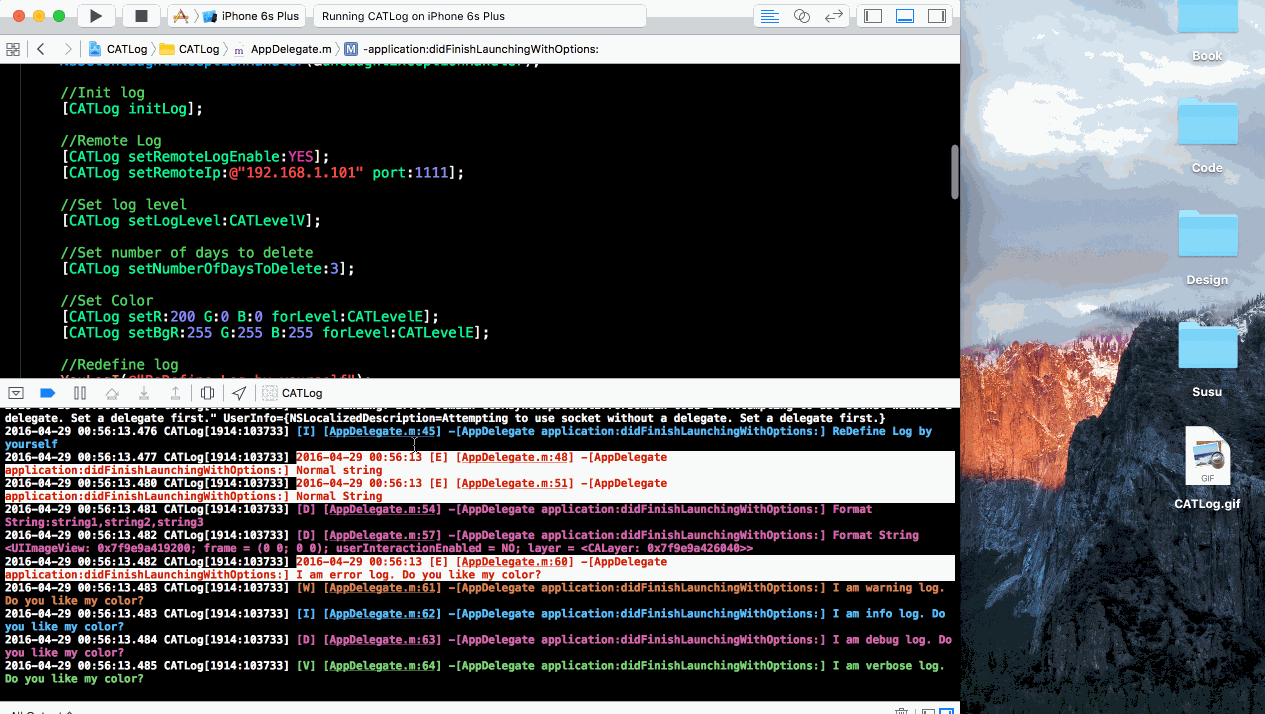 iPhone 6s Plus
Running CATLog on iPhone 6s Plus
CATLog
CATLog
AppDelegate.m
M
-application:didFinishLaunchingWithOptions:
//Init log
[CATLog initLog];
//Remote Log
[CATLog setRemoteLogEnable:YES];
[CATLog setRemoteIp:@"192.168.1.101" port:1111];
//Set log level
[CATLog setLogLevel:CATLevelV];
//Set number of days to delete
[CATLog setNumberOfDaysToDelete:3];
//Set Color
[CATLog setR:200 G:0 B:0 forLevel:CATLevelE];
[CATLog setBgR:255 G:255 B:255 forLevel:CATLevelE];
//Redefine log
CATLog
delegate. Set a delegate first." UserInfo={NSLocalizedDescription=Attempting to use socket without a delegate. Set a delegate first.}
2016-04-29 00:56:13.476 CATLog[1914:103733] [I] [AppDelegate.m:45] -[AppDelegate application:didFinishLaunchingWithOptions:] ReDefine Log by
yourself
2016-04-29 00:56:13.477 CATLog[1914:103733] 2016-04-29 00:56:13 [E] [AppDelegate.m:48] -[AppDelegate
application:didFinishLaunchingWithOptions:] Normal string
2016-04-29 00:56:13.480 CATLog[1914:103733] 2016-04-29 00:56:13 [E] [AppDelegate.m:51] -[AppDelegate
application:didFinishLaunchingWithOptions:] Normal String
2016-04-29 00:56:13.481 CATLog[1914:103733] [D] [AppDelegate.m:54] -[AppDelegate application:didFinishLaunchingWithOptions:] Format
String:string1,string2,string3
2016-04-29 00:56:13.482 CATLog[1914:103733] [D] [AppDelegate.m:57] -[AppDelegate application:didFinishLaunchingWithOptions:] Format String
<UIImageView: 0x7f9e9a419200; frame = (0 0; 0 0); userInteractionEnabled = NO; layer = <CALayer: 0x7f9e9a426040>>
2016-04-29 00:56:13.482 CATLog[1914:103733] 2016-04-29 00:56:13 [E] [AppDelegate.m:60] -[AppDelegate
application:didFinishLaunchingWithOptions:] I am error log. Do you like my color?
2016-04-29 00:56:13.483 CATLog[1914:103733] [W] [AppDelegate.m:61] -[AppDelegate application:didFinishLaunchingWithOptions:] I am warning log.
Do you like my color?
2016-04-29 00:56:13.483 CATLog[1914:103733] [I] [AppDelegate.m:62] -[AppDelegate application:didFinishLaunchingWithOptions:] I am info log. Do
you like my color?
2016-04-29 00:56:13.484 CATLog[1914:103733] [D] [AppDelegate.m:63] -[AppDelegate application:didFinishLaunchingWithOptions:] I am debug log. Do
you like my color?
2016-04-29 00:56:13.485 CATLog[1914:103733] [V] [AppDelegate.m:64] -[AppDelegate application:didFinishLaunchingWithOptions:] I am verbose log.
Do you like my color?
Book
Code
Design
Susu
GIF
CATLog.gif